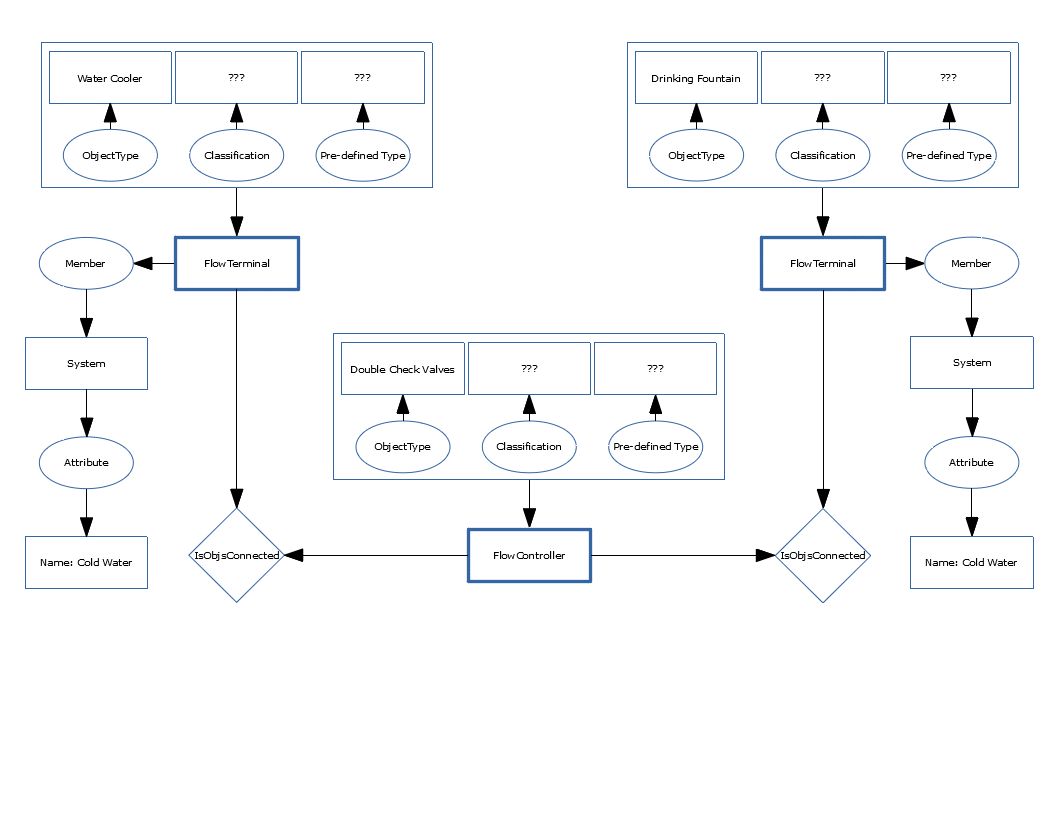 Water Cooler
???
???
Drinking Fountain
???
???
ObjectType
Classification
Pre-defined Type
ObjectType
Classification
Pre-defined Type
Member
FlowTerminal
FlowTerminal
Member
System
System
Double Check Valves
???
???
ObjectType
Classification
Pre-defined Type
Attribute
Attribute
Name: Cold Water
IsObjsConnected
FlowController
IsObjsConnected
Name: Cold Water